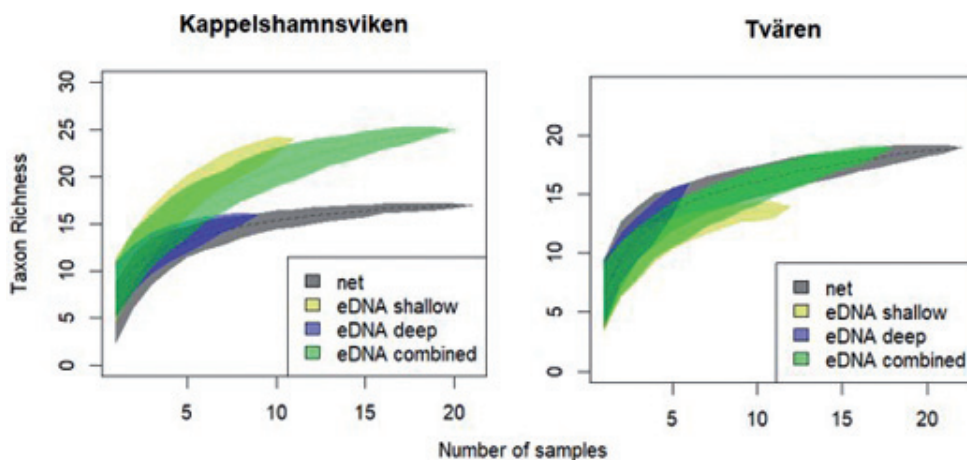 Kappelshamnsviken
Tvären
Taxon Richness
30
25
20
15
10
5
0
5
10
15
20
net
eDNA shallow
eDNA deep
eDNA combined
20
15
10
5
0
5
10
15
20
net
eDNA shallow
eDNA deep
eDNA combined
Number of samples